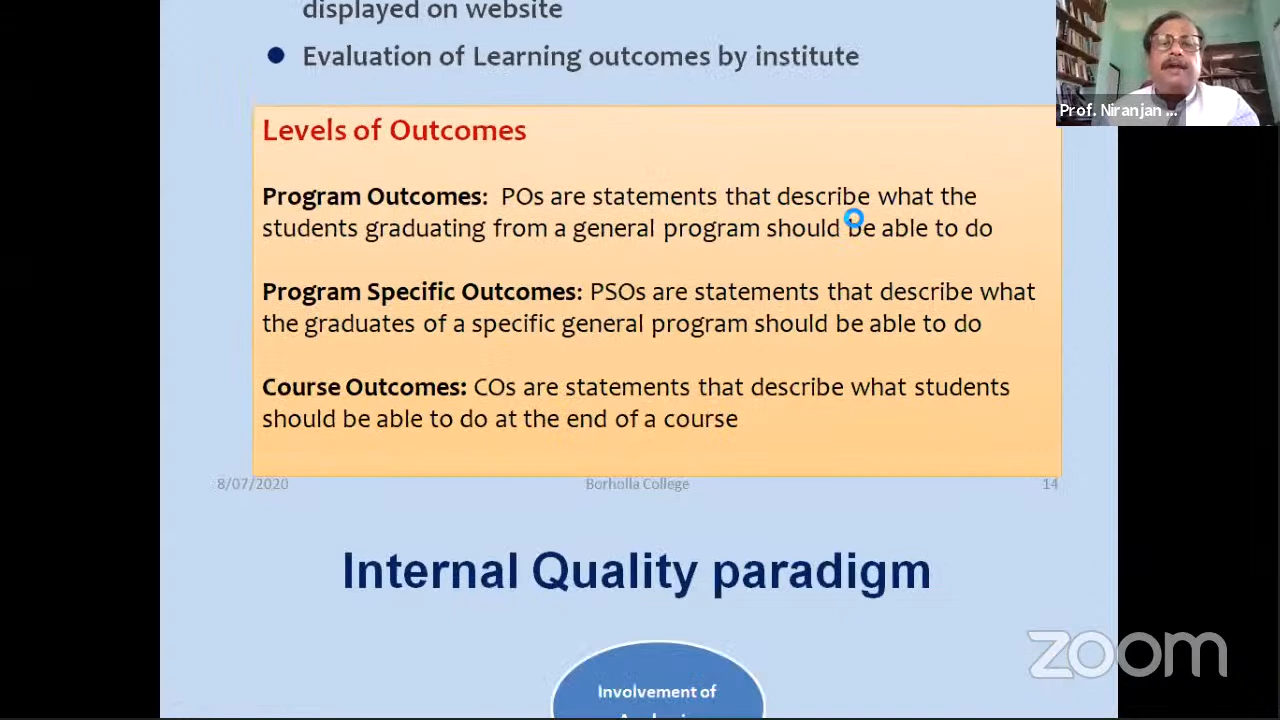 displayed on website
Evaluation of Learning outcomes by institute
Prof. Niranjan ...
Levels of Outcomes
Program Outcomes: POs are statements that describe what the
students graduating from a general program should be able to do
Program Specific Outcomes: PSOs are statements that describe what
the graduates of a specific general program should be able to do
Course Outcomes: COs are statements that describe what students
should be able to do at the end of a course
8/07/2020 Borholla College 14
Internal Quality paradigm
Involvement of
zoom